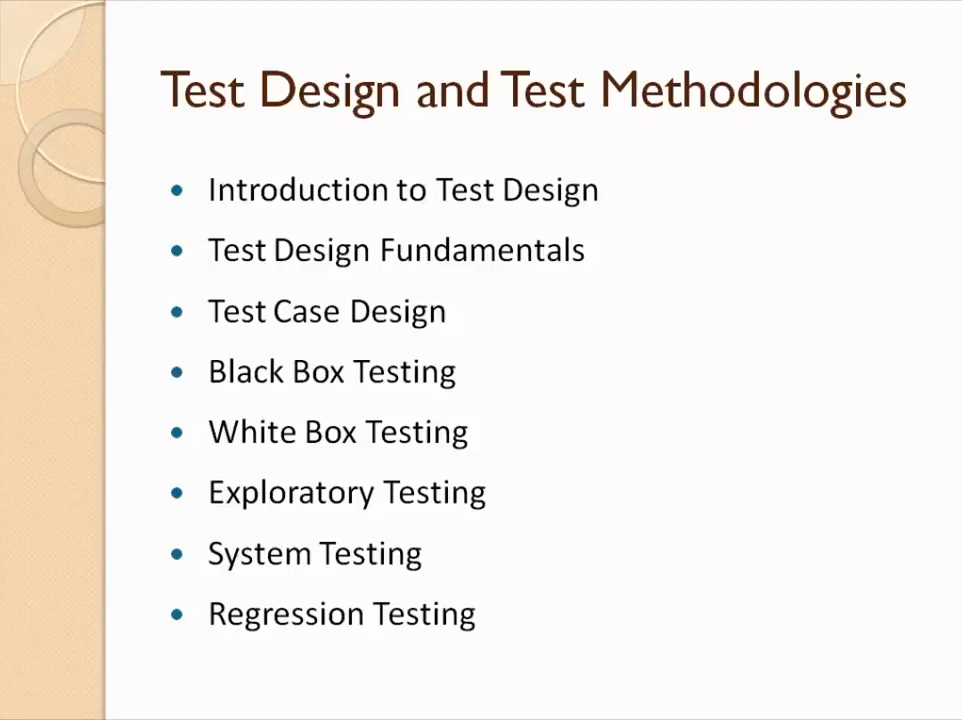 Test Design and Test Methodologies
Introduction to Test Design
Test Design Fundamentals
Test Case Design
Black Box Testing
White Box Testing
Exploratory Testing
System Testing
Regression Testing